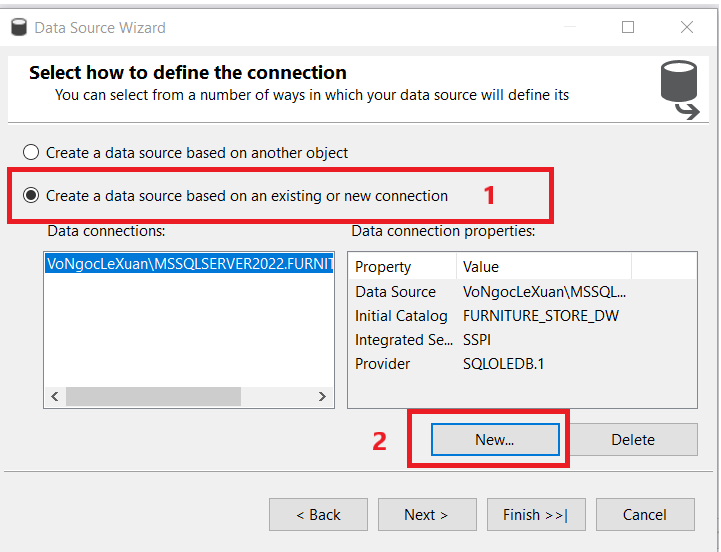 Data Source Wizard
Select how to define the connection
You can select from a number of ways in which your data source will define its
Create a data source based on another object
Create a data source based on an existing or new connection 1
Data connections:
Data connection properties:
VoNgocLeXuan\MSSQLSERVER2022.FURNIT
Property Value
Data Source VoNgocLeXuan\MSSQL...
Initial Catalog FURNITURE_STORE_DW
Integrated Se... SSPI
Provider SQLOLEDB.1
2 New... Delete
< Back Next > Finish >>| Cancel